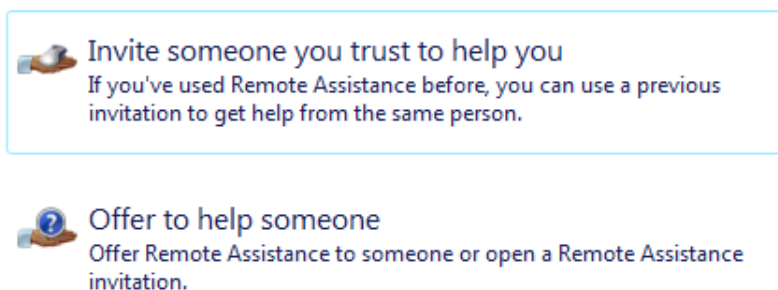 Invite someone you trust to help you
If you've used Remote Assistance before, you can use a previous
invitation to get help from the same person.
Offer to help someone
Offer Remote Assistance to someone or open a Remote Assistance
invitation.